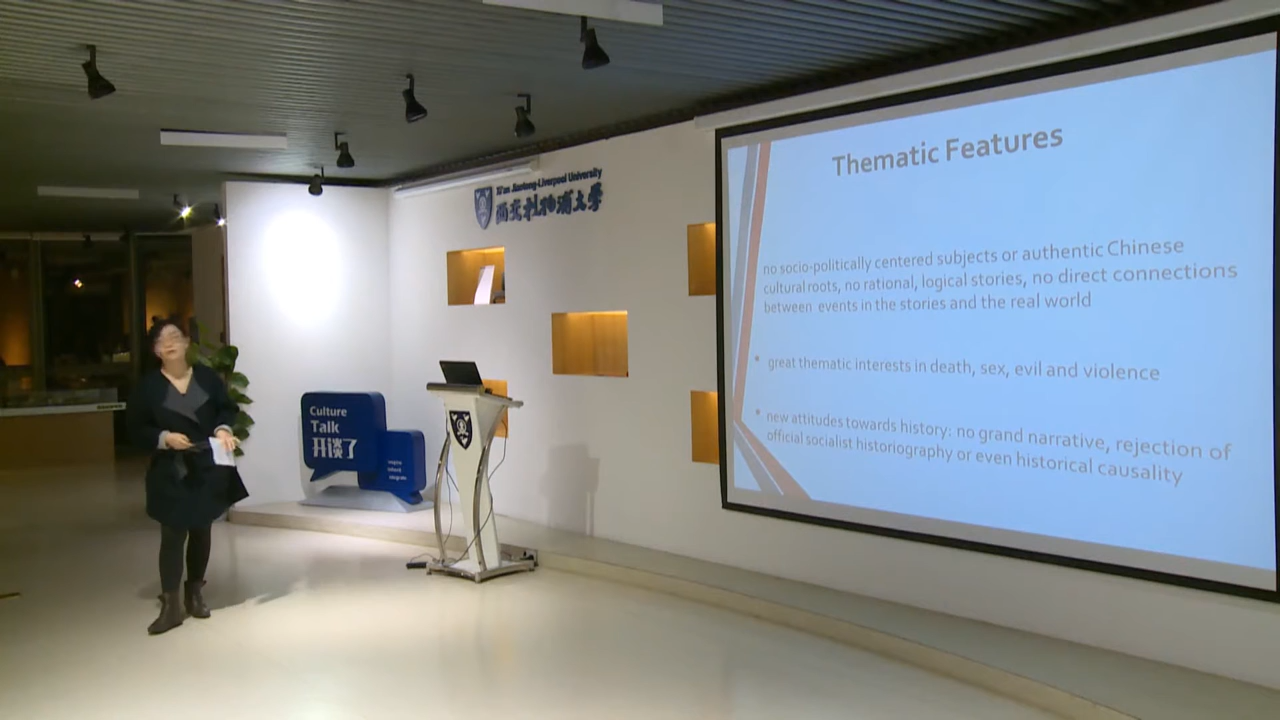 Xi'an Jiaotong-Liverpool University
西交利物浦大学
Culture
Talk
开谈了
Thematic Features
no socio-politically centered subjects or authentic Chinese
cultural roots, no rational, logical stories, no direct connections
between events in the stories and the real world
• great thematic interests in death, sex, evil and violence
• new attitudes towards history: no grand narrative, rejection of
official socialist historiography or even historical causality